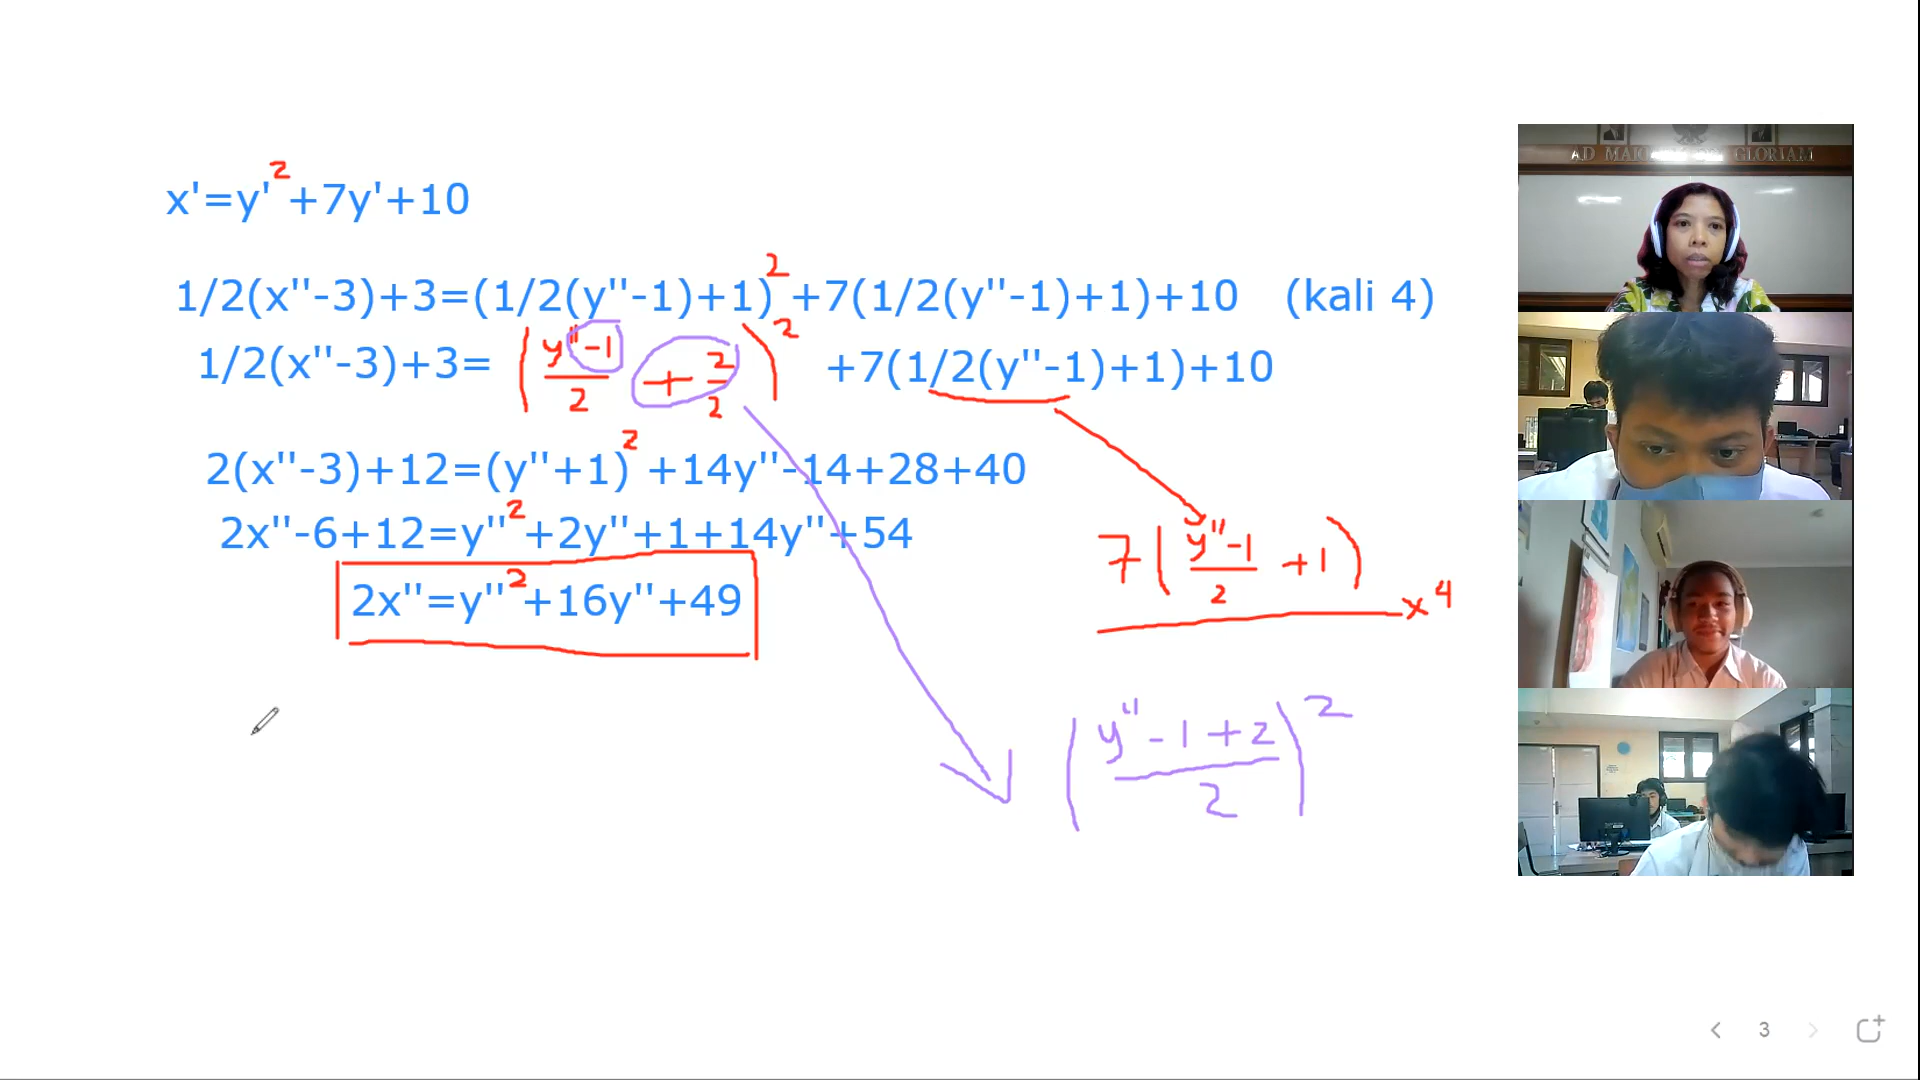 x'=y'²+7y'+10
1/2(x''-3)+3=(1/2(y''-1)+1)²+7(1/2(y''-1)+1)+10 (kali 4)
1/2(x''-3)+3= ((y''-1)/2 + 2/2)² +7(1/2(y''-1)+1)+10
2(x''-3)+12=(y''+1)²+14y''-14+28+40
2x''-6+12=y''²+2y''+1+14y''+54
2x''=y''²+16y''+49
7((y''-1)/2 +1) x4
((y''-1+2)/2)²
AD GLORIAM
3